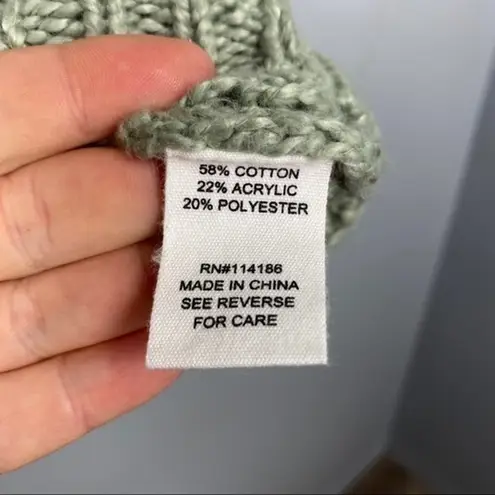 58% COTTON
22% ACRYLIC
20% POLYESTER
RN#114186
MADE IN CHINA
SEE REVERSE
FOR CARE